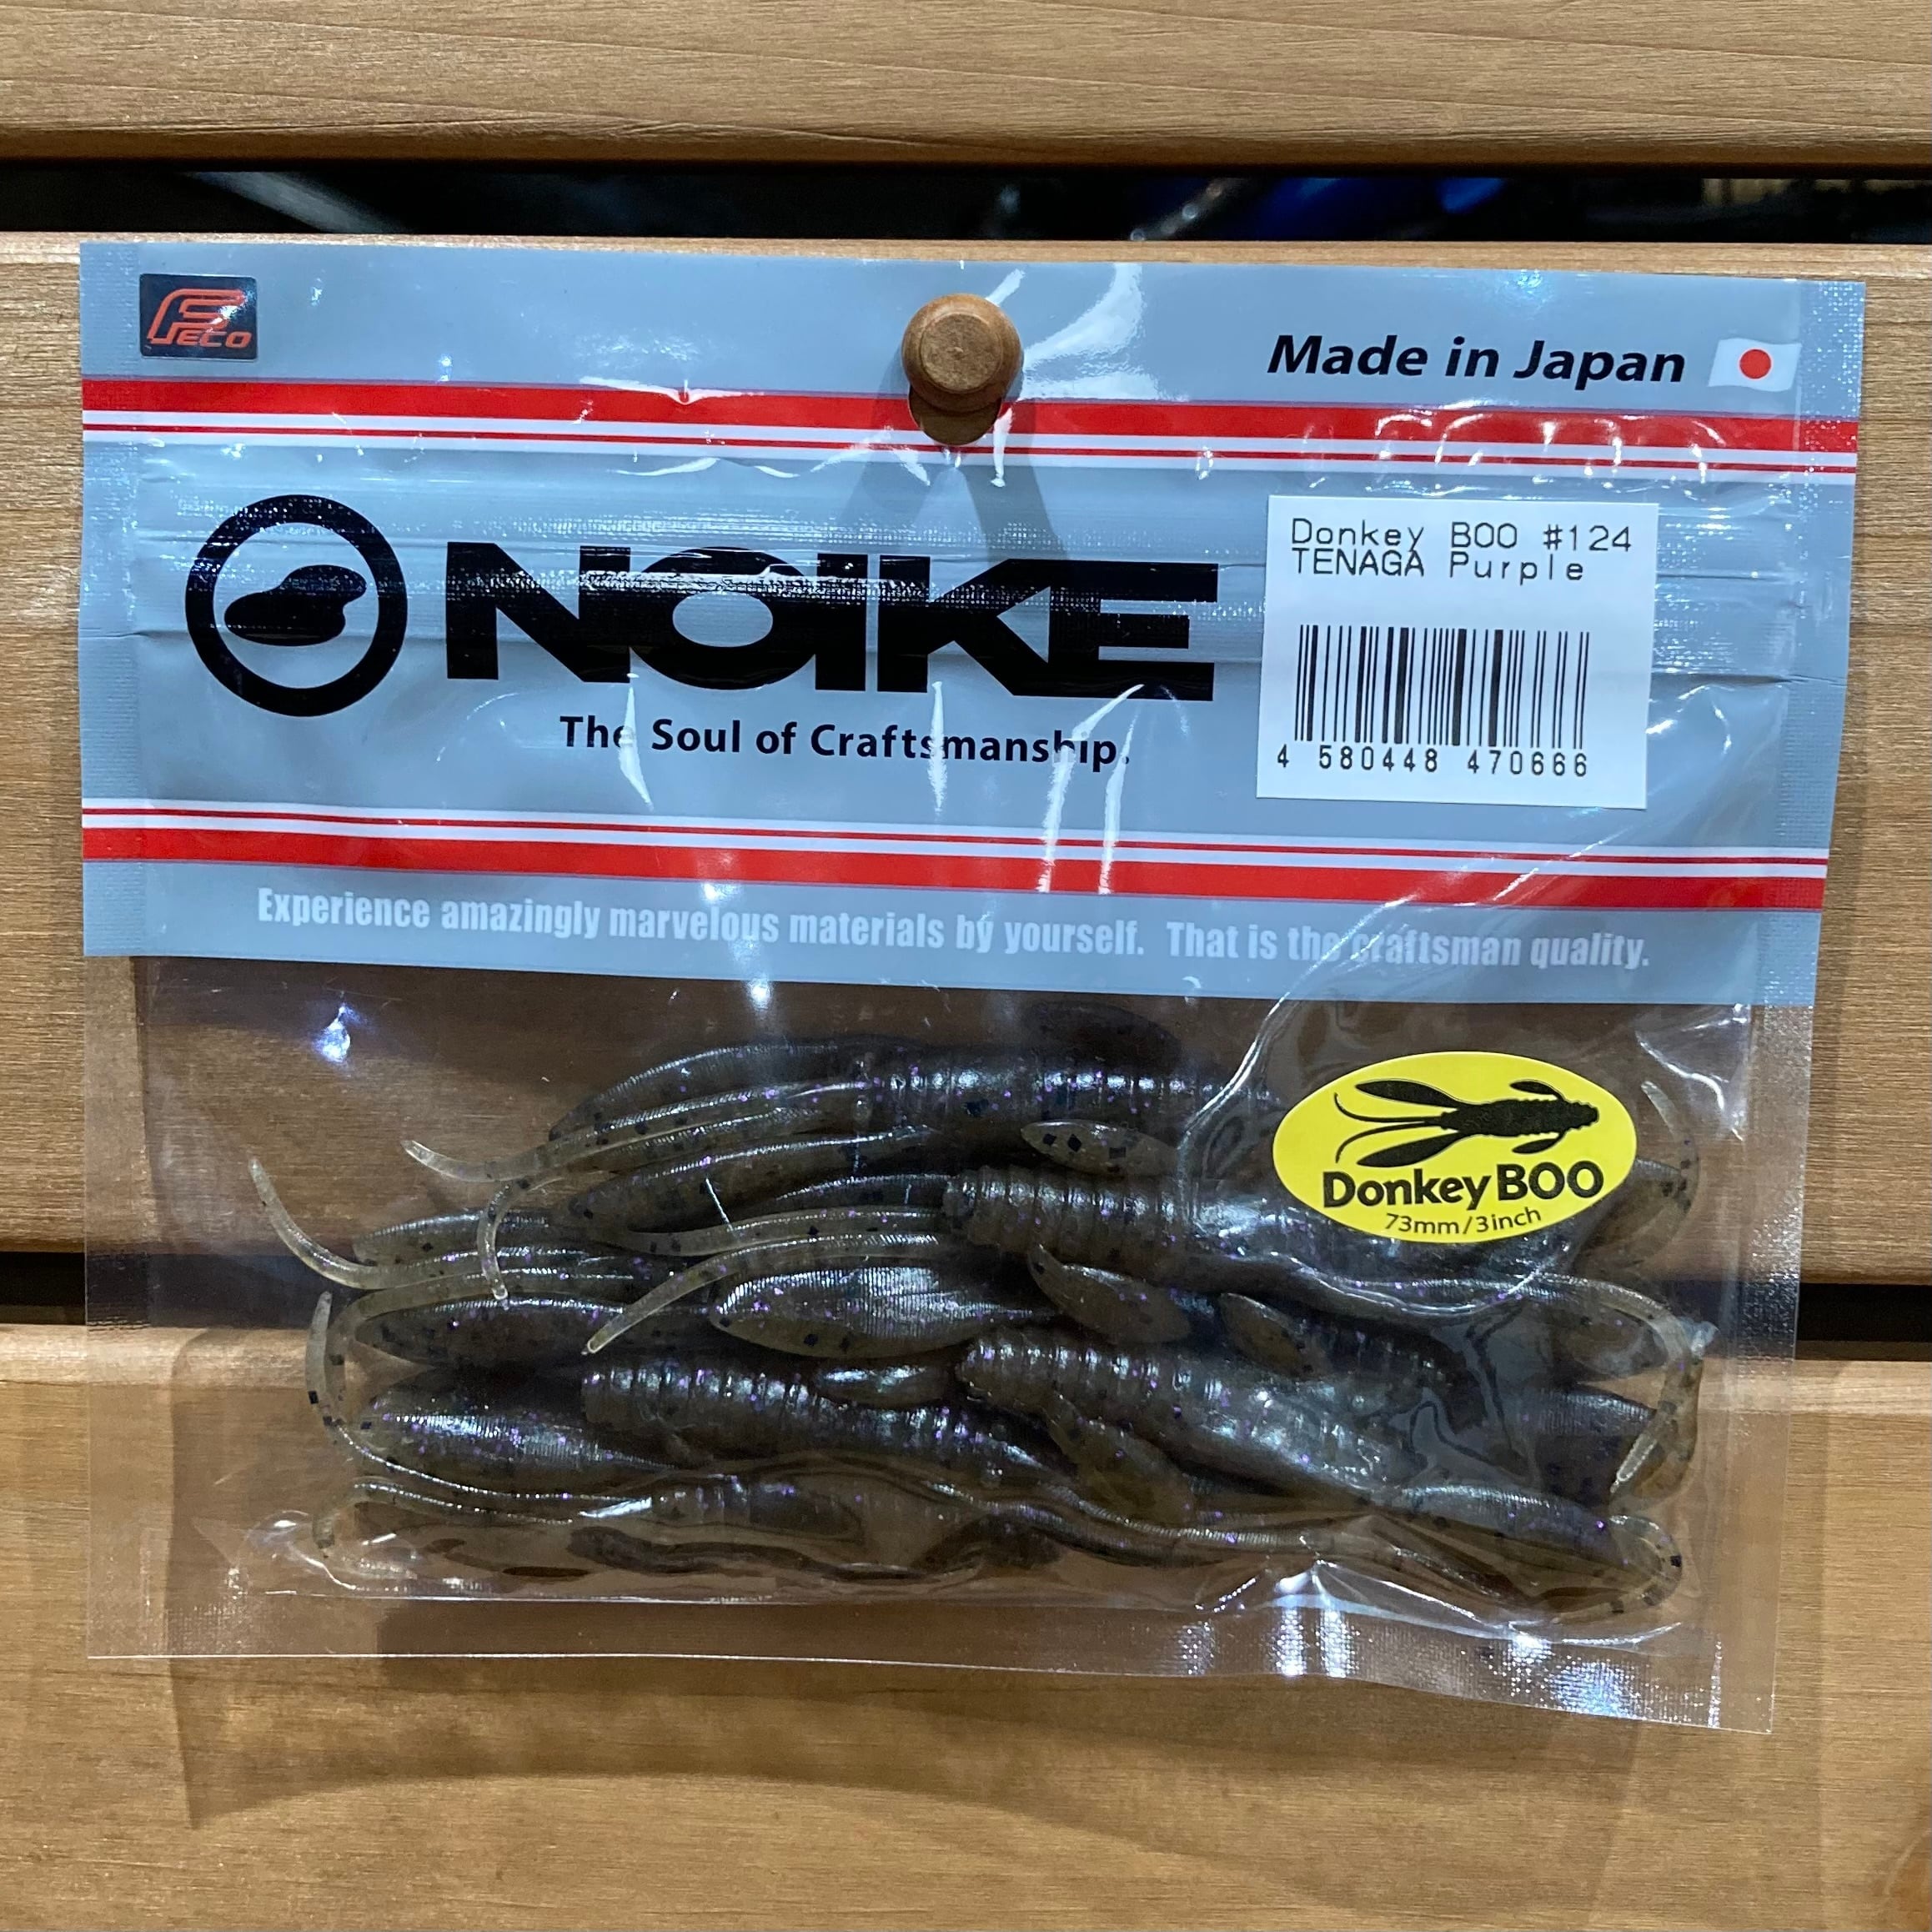 FECO
Made in Japan
NOIKE
The Soul of Craftsmanship.
Donkey BOO #124
TENAGA Purple
4 580448 470666
Experience amazingly marvelous materials by yourself. That is the craftsman quality.
Donkey BOO
73mm/3inch